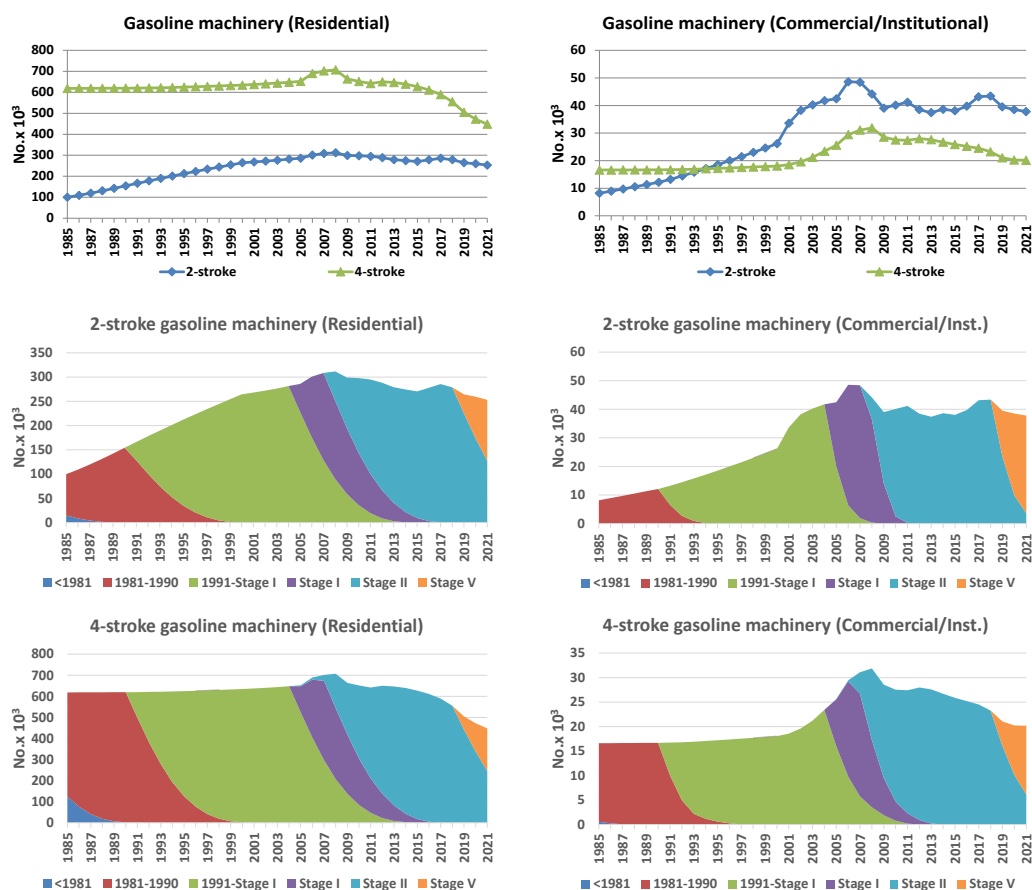 Gasoline machinery (Residential)
No. x 10³
800
700
600
500
400
300
200
100
0
1985 1987 1989 1991 1993 1995 1997 1999 2001 2003 2005 2007 2009 2011 2013 2015 2017 2019 2021
2-stroke 4-stroke
Gasoline machinery (Commercial/Institutional)
No. x 10³
60
50
40
30
20
10
0
1985 1987 1989 1991 1993 1995 1997 1999 2001 2003 2005 2007 2009 2011 2013 2015 2017 2019 2021
2-stroke 4-stroke
2-stroke gasoline machinery (Residential)
No. x 10³
350
300
250
200
150
100
50
0
1985 1987 1989 1991 1993 1995 1997 1999 2001 2003 2005 2007 2009 2011 2013 2015 2017 2019 2021
<1981 1981-1990 1991-Stage I Stage I Stage II Stage V
2-stroke gasoline machinery (Commercial/Inst.)
No. x 10³
60
50
40
30
20
10
0
1985 1987 1989 1991 1993 1995 1997 1999 2001 2003 2005 2007 2009 2011 2013 2015 2017 2019 2021
<1981 1981-1990 1991-Stage I Stage I Stage II Stage V
4-stroke gasoline machinery (Residential)
No. x 10³
800
700
600
500
400
300
200
100
0
1985 1987 1989 1991 1993 1995 1997 1999 2001 2003 2005 2007 2009 2011 2013 2015 2017 2019 2021
<1981 1981-1990 1991-Stage I Stage I Stage II Stage V
4-stroke gasoline machinery (Commercial/Inst.)
No. x 10³
35
30
25
20
15
10
5
0
1985 1987 1989 1991 1993 1995 1997 1999 2001 2003 2005 2007 2009 2011 2013 2015 2017 2019 2021
<1981 1981-1990 1991-Stage I Stage I Stage II Stage V